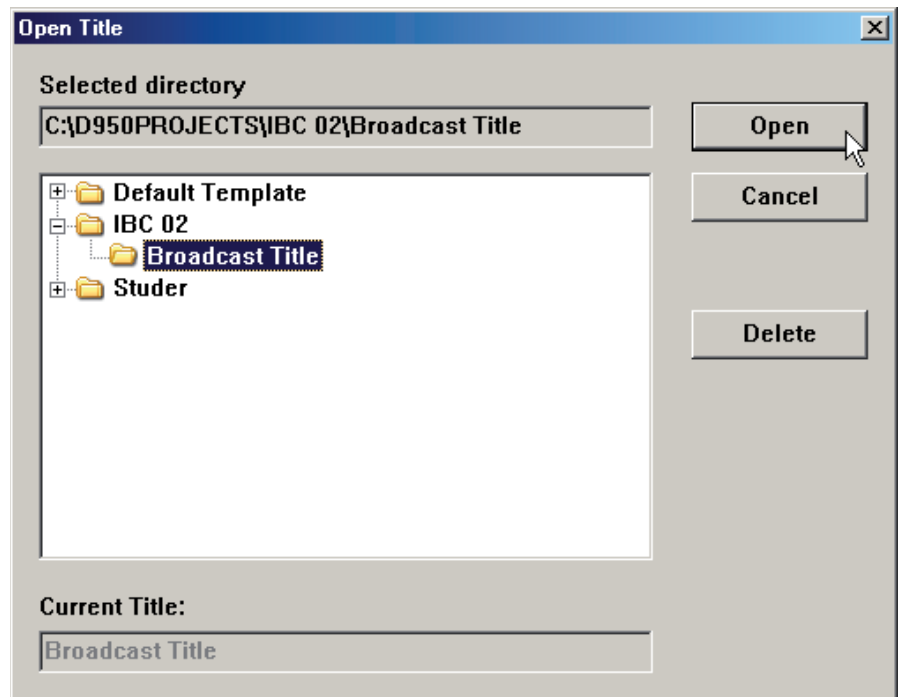 Open Title
Selected directory
C:\D950PROJECTS\IBC 02\Broadcast Title
Open
Default Template
Cancel
IBC 02
Broadcast Title
Studer
Delete
Current Title:
Broadcast Title